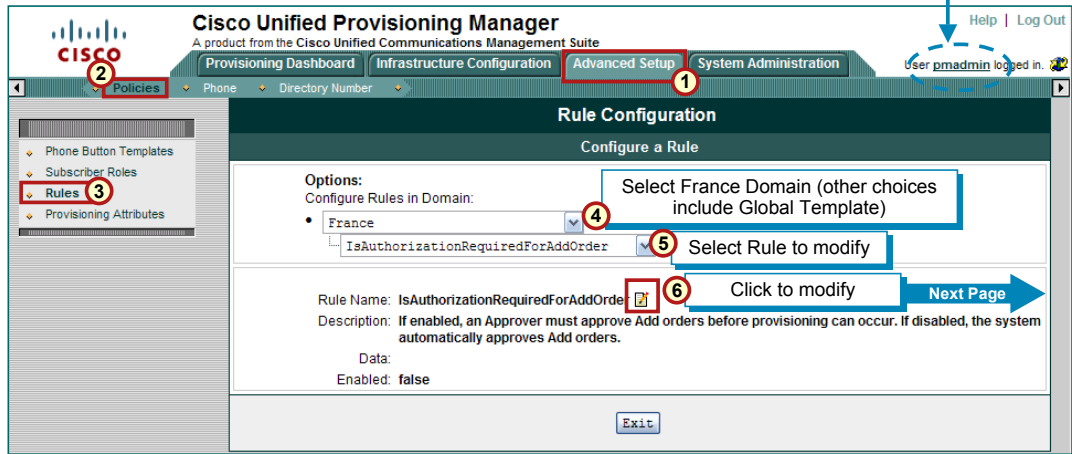 CISCO
Cisco Unified Provisioning Manager
A product from the Cisco Unified Communications Management Suite
Help | Log Out
Provisioning Dashboard
Infrastructure Configuration
Advanced Setup
System Administration
1
User pmadmin logged in.
2
Policies
Phone
Directory Number
Phone Button Templates
Subscriber Roles
Rules
3
Provisioning Attributes
Rule Configuration
Configure a Rule
Options:
Configure Rules in Domain:
France
4
Select France Domain (other choices
include Global Template)
IsAuthorizationRequiredForAddOrder
5
Select Rule to modify
Rule Name: IsAuthorizationRequiredForAddOrder
6
Click to modify
Next Page
Description: If enabled, an Approver must approve Add orders before provisioning can occur. If disabled, the system
automatically approves Add orders.
Data:
Enabled: false
Exit